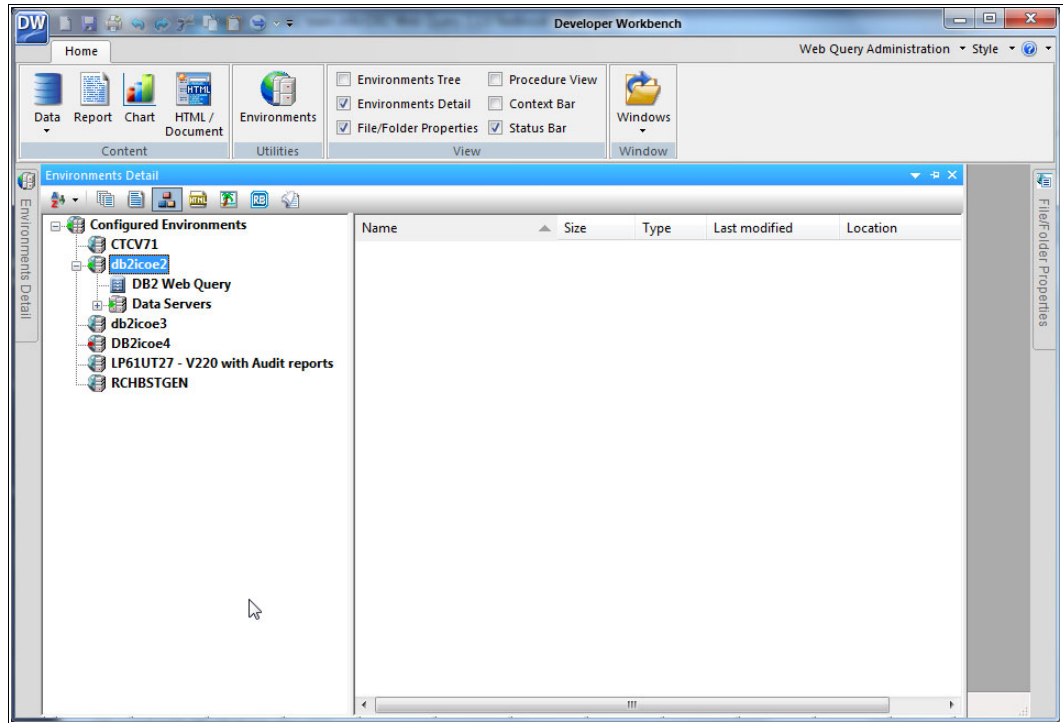 DW
Developer Workbench
Home
Web Query Administration
Style
Data
Report
Chart
HTML / Document
Environments
Environments Tree
Procedure View
Environments Detail
Context Bar
File/Folder Properties
Status Bar
Windows
Content
Utilities
View
Window
Environments Detail
Environments Detail
File/Folder Properties
Configured Environments
CTCV71
db2icoe2
DB2 Web Query
Data Servers
db2icoe3
DB2icoe4
LP61UT27 - V220 with Audit reports
RCHBSTGEN
Name
Size
Type
Last modified
Location